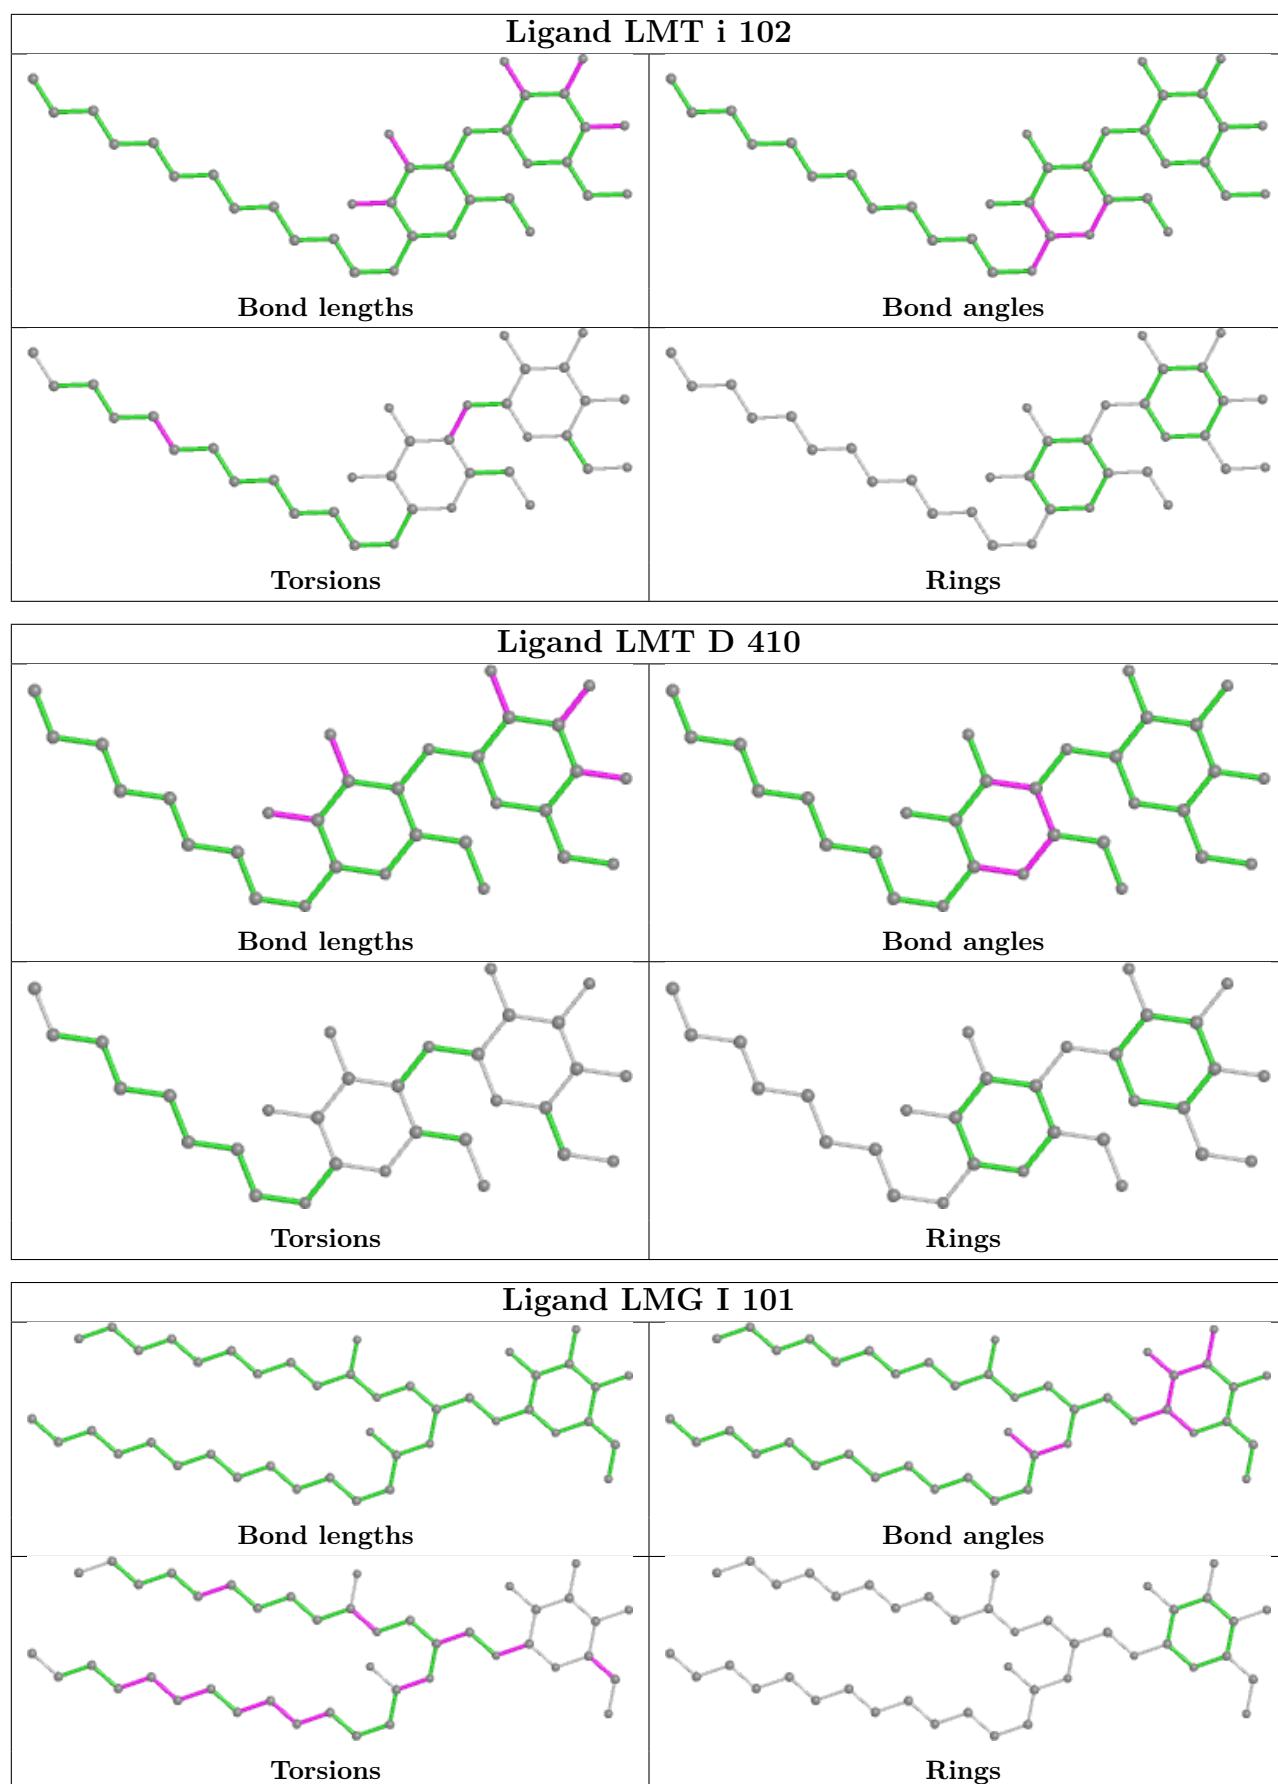 Ligand LMT i 102
Bond lengths
Bond angles
Torsions
Rings
Ligand LMT D 410
Bond lengths
Bond angles
Torsions
Rings
Ligand LMG I 101
Bond lengths
Bond angles
Torsions
Rings